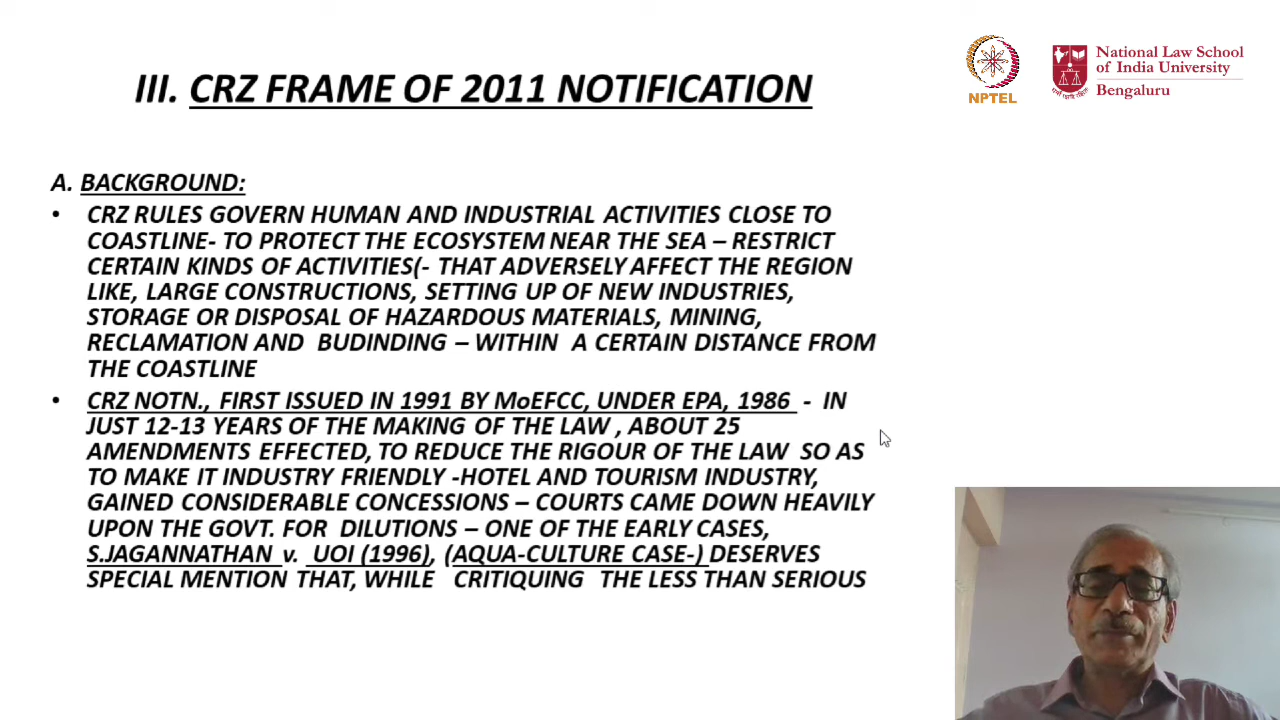 III. CRZ FRAME OF 2011 NOTIFICATION
NPTEL
National Law School
of India University
Bengaluru
A. BACKGROUND:
• CRZ RULES GOVERN HUMAN AND INDUSTRIAL ACTIVITIES CLOSE TO
COASTLINE- TO PROTECT THE ECOSYSTEM NEAR THE SEA – RESTRICT
CERTAIN KINDS OF ACTIVITIES(- THAT ADVERSELY AFFECT THE REGION
LIKE, LARGE CONSTRUCTIONS, SETTING UP OF NEW INDUSTRIES,
STORAGE OR DISPOSAL OF HAZARDOUS MATERIALS, MINING,
RECLAMATION AND BUDINDING – WITHIN A CERTAIN DISTANCE FROM
THE COASTLINE
• CRZ NOTN., FIRST ISSUED IN 1991 BY MoEFCC, UNDER EPA, 1986 - IN
JUST 12-13 YEARS OF THE MAKING OF THE LAW , ABOUT 25
AMENDMENTS EFFECTED, TO REDUCE THE RIGOUR OF THE LAW SO AS
TO MAKE IT INDUSTRY FRIENDLY -HOTEL AND TOURISM INDUSTRY,
GAINED CONSIDERABLE CONCESSIONS – COURTS CAME DOWN HEAVILY
UPON THE GOVT. FOR DILUTIONS – ONE OF THE EARLY CASES,
S.JAGANNATHAN v. UOI (1996), (AQUA-CULTURE CASE-) DESERVES
SPECIAL MENTION THAT, WHILE CRITIQUING THE LESS THAN SERIOUS